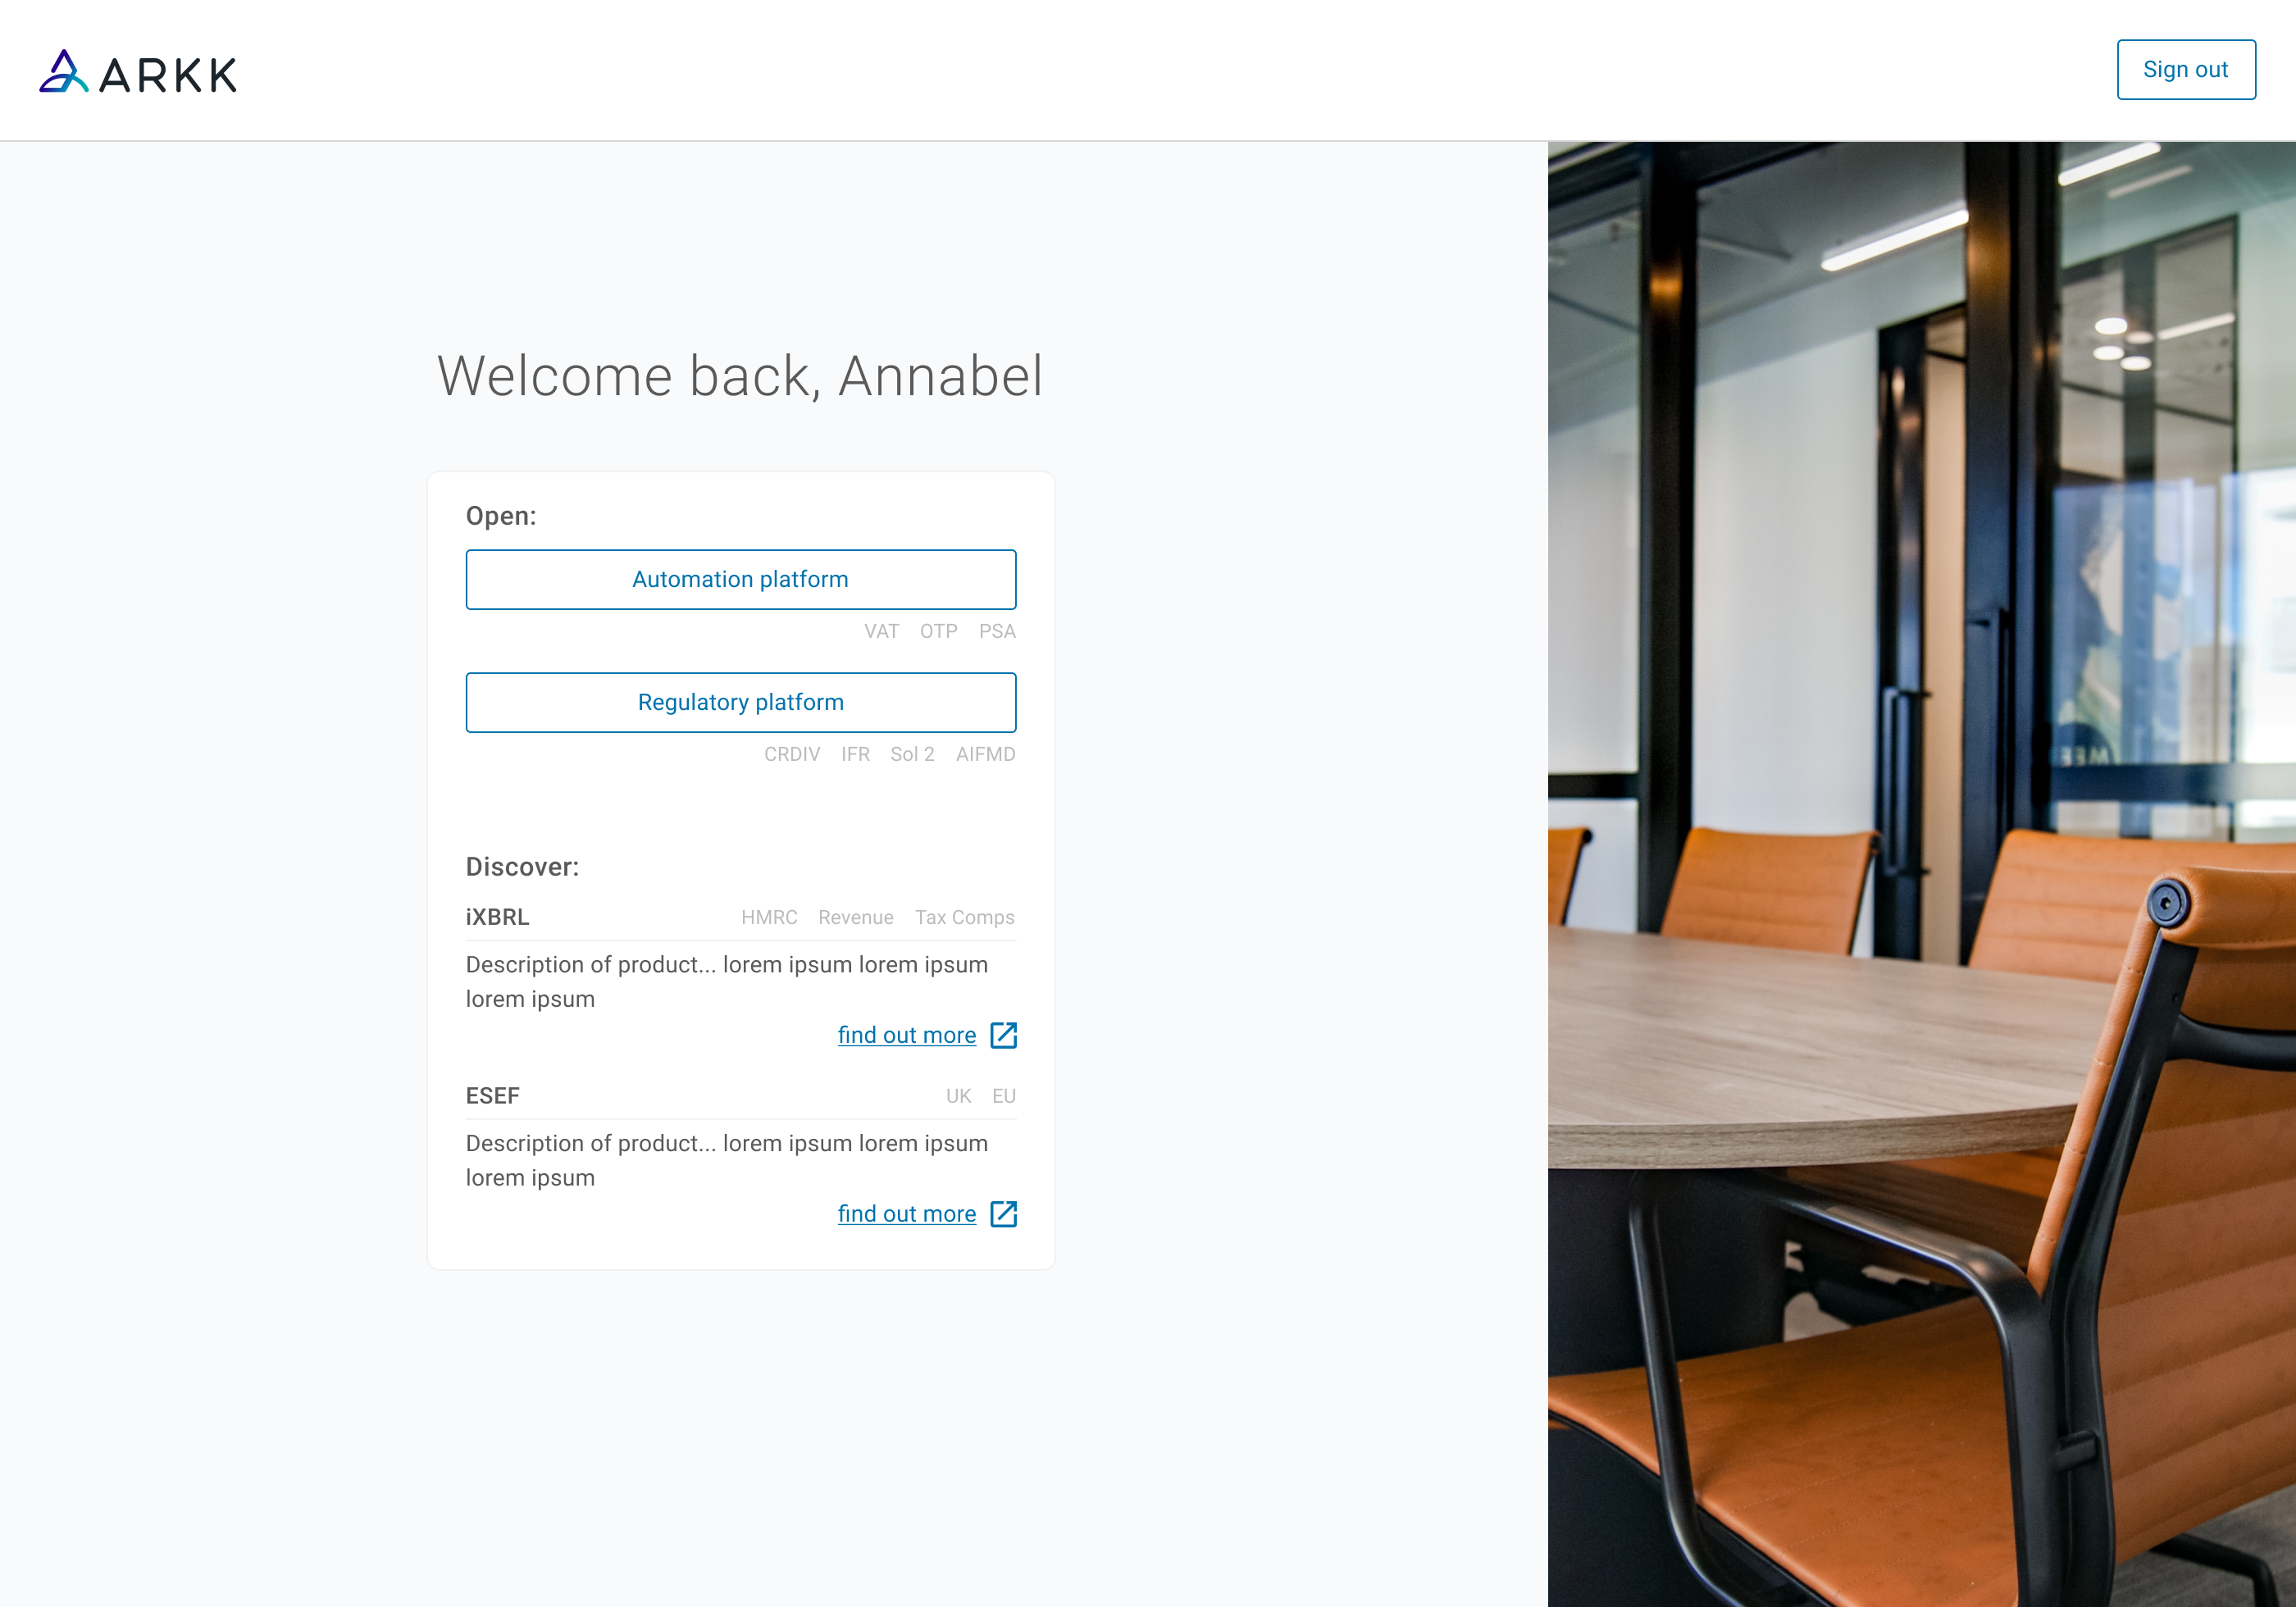 ARKK
Sign out
Welcome back, Annabel
Open:
Automation platform
VAT OTP PSA
Regulatory platform
CRDIV IFR Sol 2 AIFMD
Discover:
iXBRL HMRC Revenue Tax Comps
Description of product... lorem ipsum lorem ipsum
lorem ipsum
find out more
ESEF UK EU
Description of product... lorem ipsum lorem ipsum
lorem ipsum
find out more